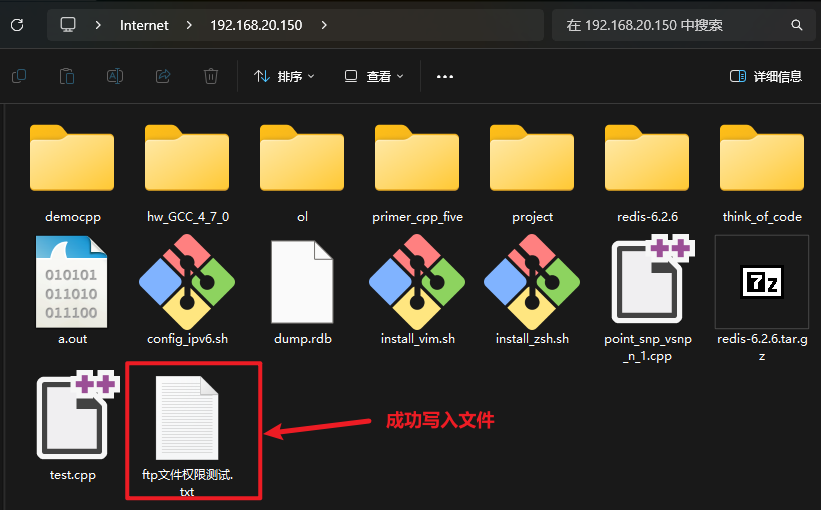 Internet
192.168.20.150
在 192.168.20.150 中搜索
排序
查看
详细信息
democpp
hw_GCC_4_7_0
ol
primer_cpp_five
project
redis-6.2.6
think_of_code
010101
011010
011100
7z
a.out
config_ipv6.sh
dump.rdb
install_vim.sh
install_zsh.sh
point_snp_vsnp
_n_1.cpp
redis-6.2.6.tar.g
z
成功写入文件
test.cpp
ftp文件权限测试.
txt